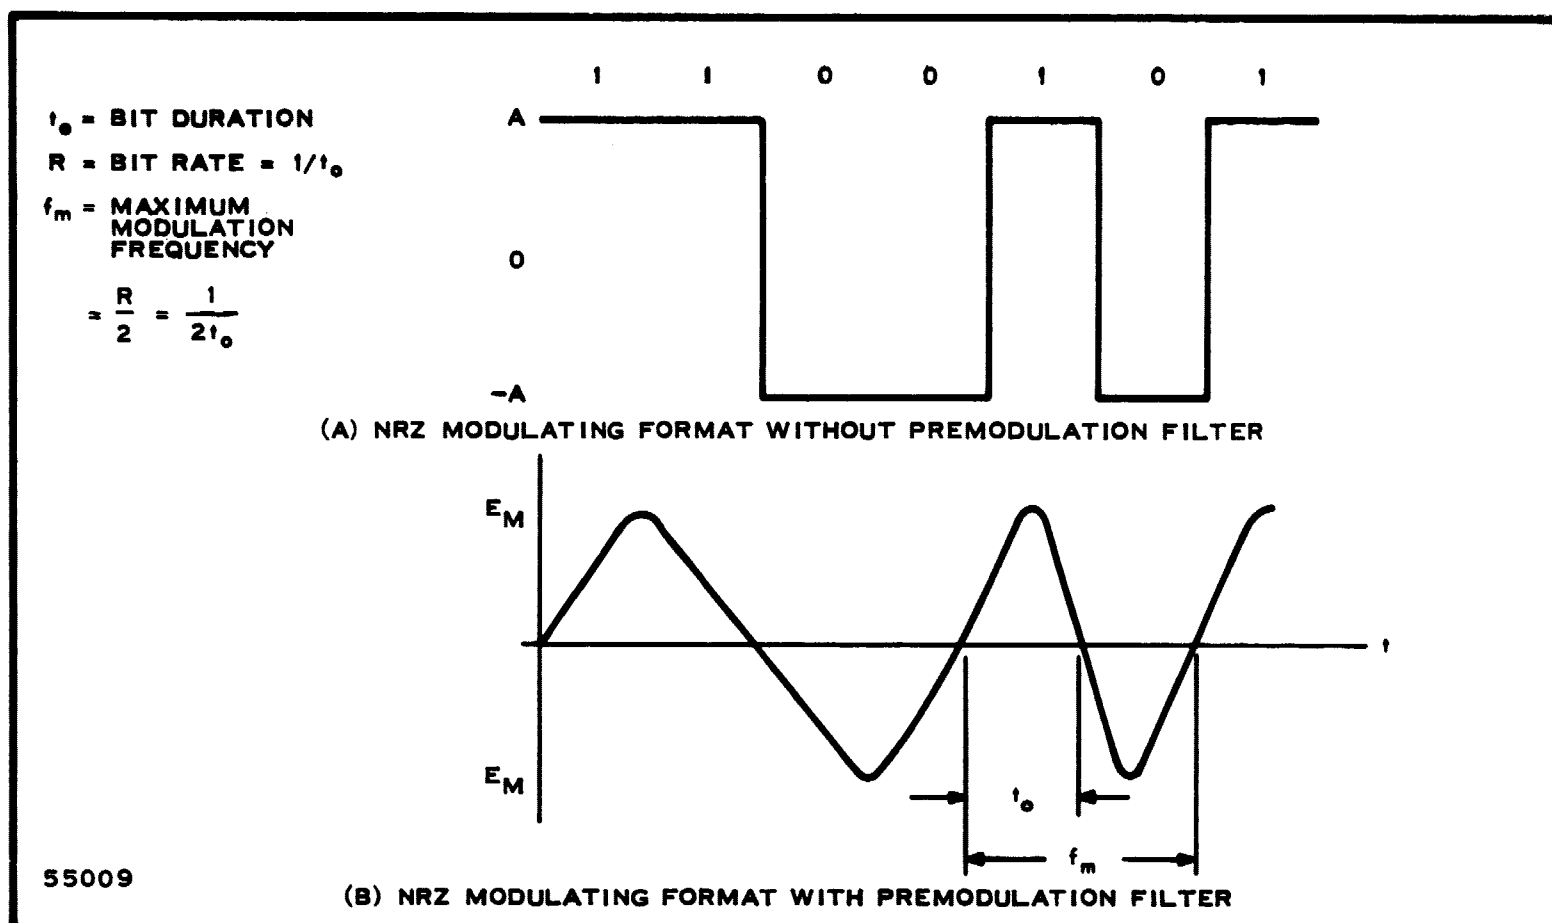 t₀ = BIT DURATION
R = BIT RATE = 1/t₀
fₘ = MAXIMUM
MODULATION
FREQUENCY
= R/2 = 1/2t₀
1 1 0 0 1 0 1
A
0
-A
(A) NRZ MODULATING FORMAT WITHOUT PREMODULATION FILTER
E_M
t
E_M
t₀
fₘ
55009
(B) NRZ MODULATING FORMAT WITH PREMODULATION FILTER